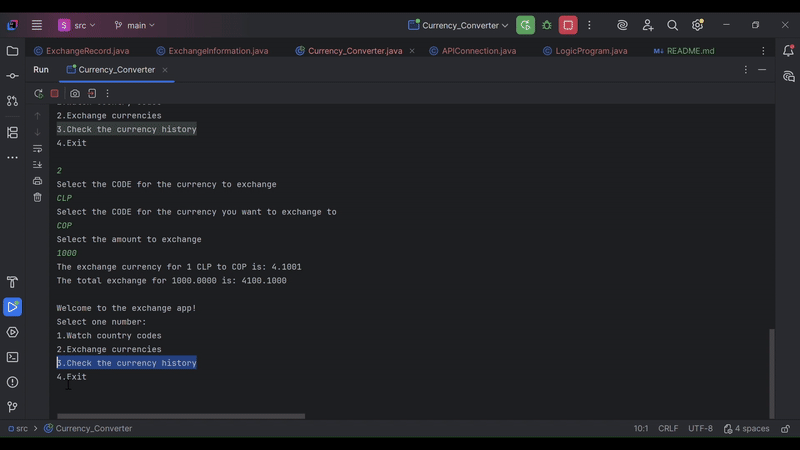 S src main Currency_Converter
ExchangeRecord.java ExchangeInformation.java Currency_Converter.java APIConnection.java LogicProgram.java M↓ README.md
Run Currency_Converter
2.Exchange currencies
3.Check the currency history
4.Exit
2
Select the CODE for the currency to exchange
CLP
Select the CODE for the currency you want to exchange to
COP
Select the amount to exchange
1000
The exchange currency for 1 CLP to COP is: 4.1001
The total exchange for 1000.0000 is: 4100.1000
Welcome to the exchange app!
Select one number:
1.Watch country codes
2.Exchange currencies
3.Check the currency history
4.Exit
src Currency_Converter 10:1 CRLF UTF-8 4 spaces